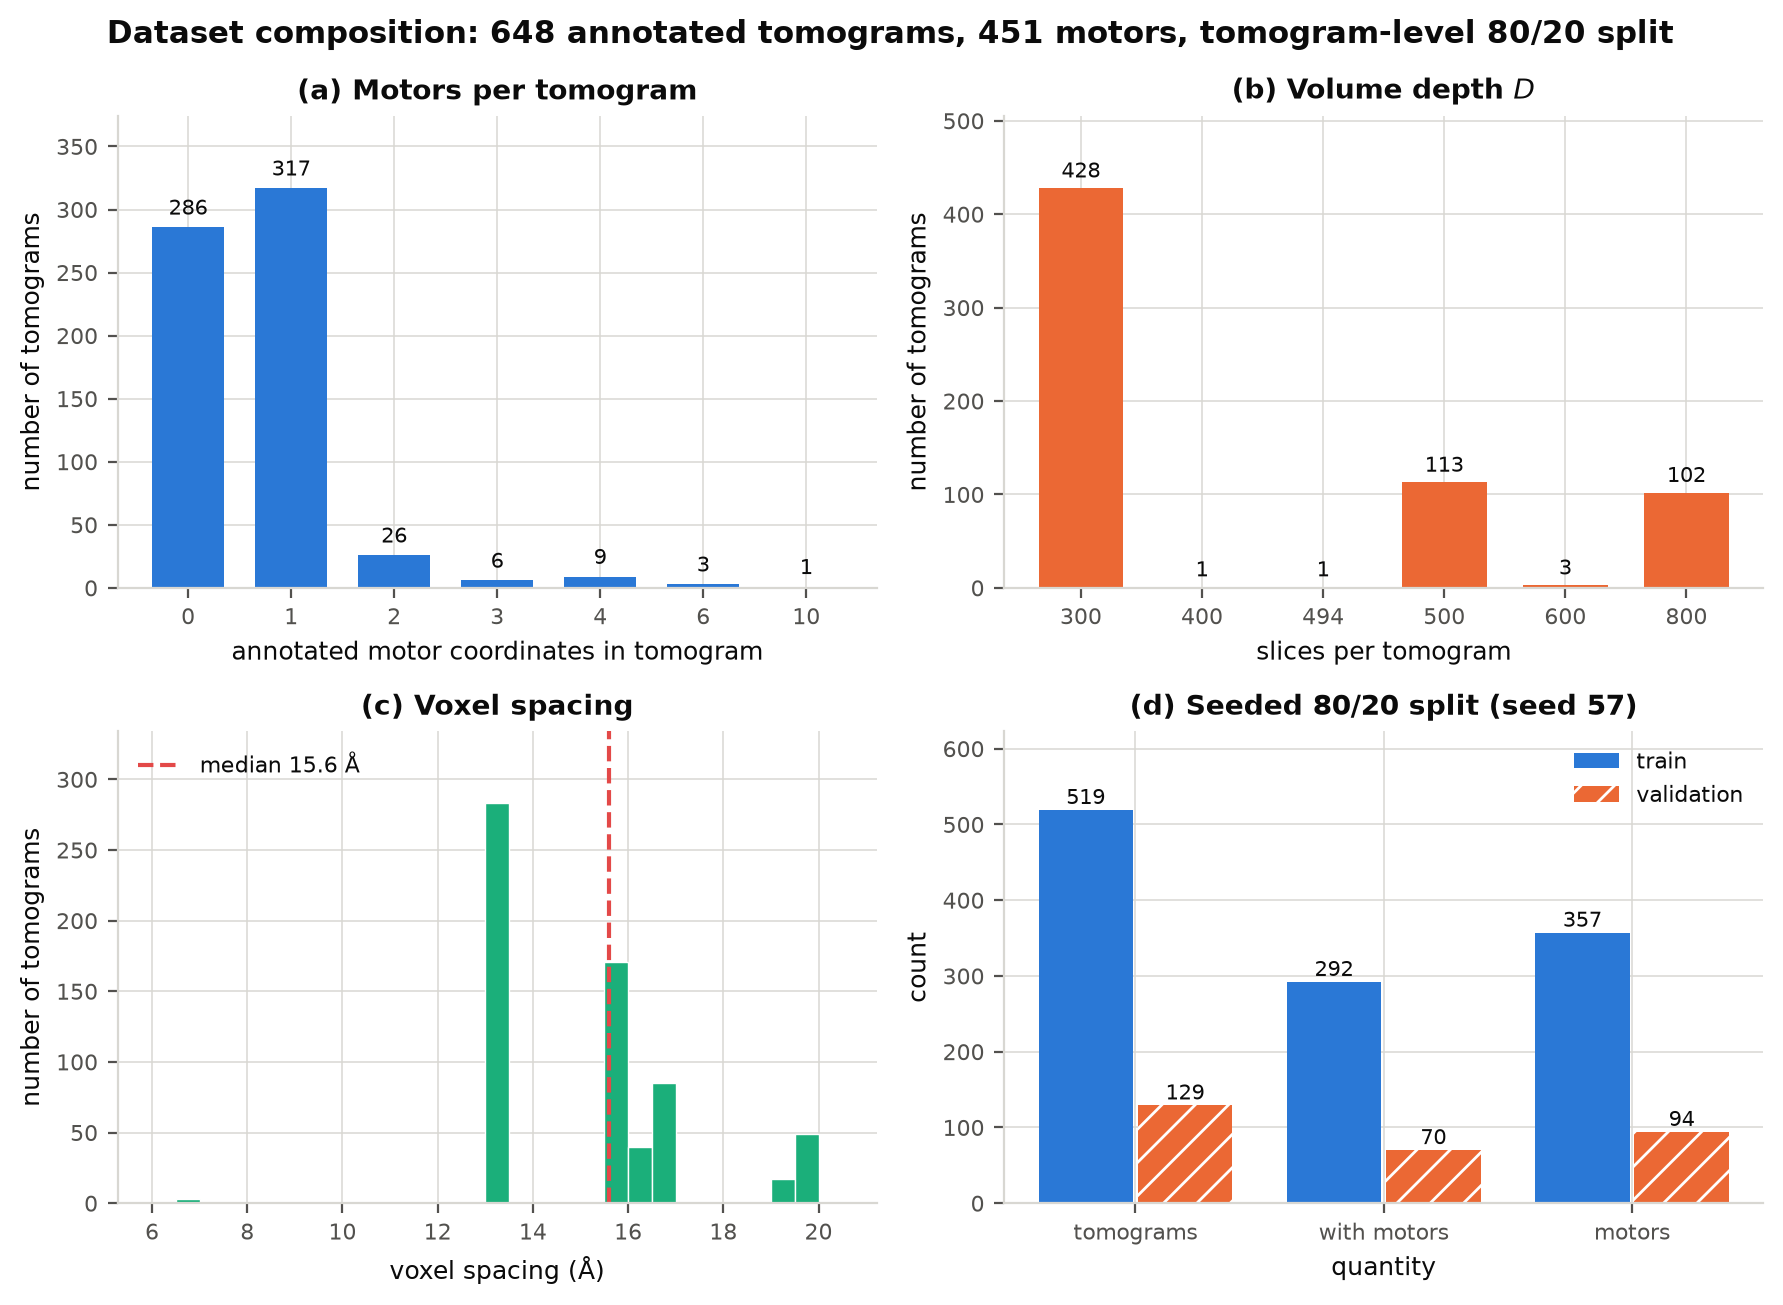 Dataset composition: 648 annotated tomograms, 451 motors, tomogram-level 80/20 split
(a) Motors per tomogram
number of tomograms
350
300
250
200
150
100
50
0
286
317
26
6
9
3
1
0 1 2 3 4 6 10
annotated motor coordinates in tomogram
(b) Volume depth D
number of tomograms
500
400
300
200
100
0
428
1
1
113
3
102
300 400 494 500 600 800
slices per tomogram
(c) Voxel spacing
median 15.6 Å
number of tomograms
300
250
200
150
100
50
0
6 8 10 12 14 16 18 20
voxel spacing (Å)
(d) Seeded 80/20 split (seed 57)
train
validation
count
600
500
400
300
200
100
0
519
129
292
70
357
94
tomograms with motors motors
quantity